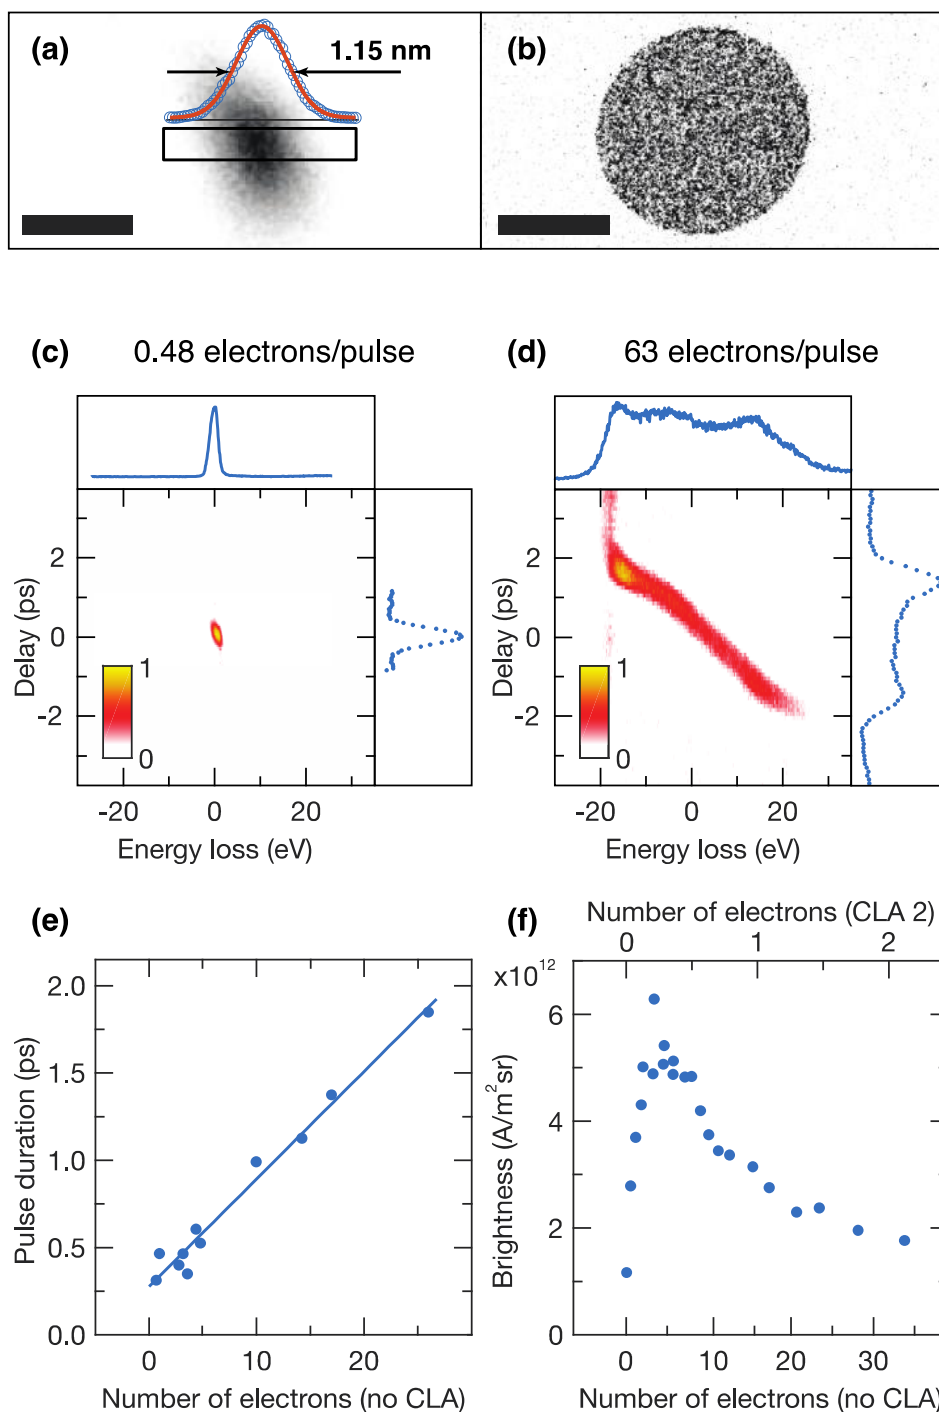 (a)
1.15 nm
(b)
(c) 0.48 electrons/pulse
(d) 63 electrons/pulse
Delay (ps)
2
0
-2
1
0
-20 0 20
Energy loss (eV)
Delay (ps)
2
0
-2
1
0
-20 0 20
Energy loss (eV)
(e)
Pulse duration (ps)
2.0
1.5
1.0
0.5
0.0
0 10 20
Number of electrons (no CLA)
(f)
Number of electrons (CLA 2)
0 1 2
x10¹²
Brightness (A/m²sr)
6
4
2
0
0 10 20 30
Number of electrons (no CLA)